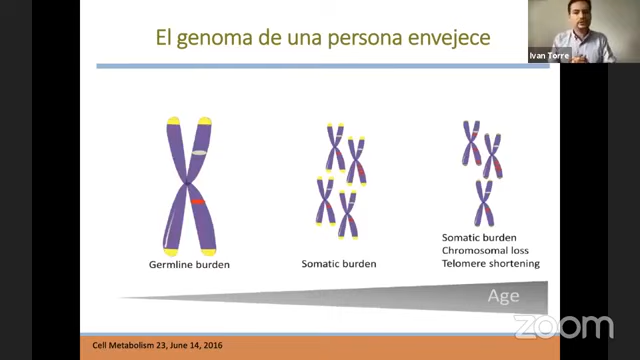 El genoma de una persona envejece
Ivan Torre
Germline burden
Somatic burden
Somatic burden
Chromosomal loss
Telomere shortening
Age
zoom
Cell Metabolism 23, June 14, 2016